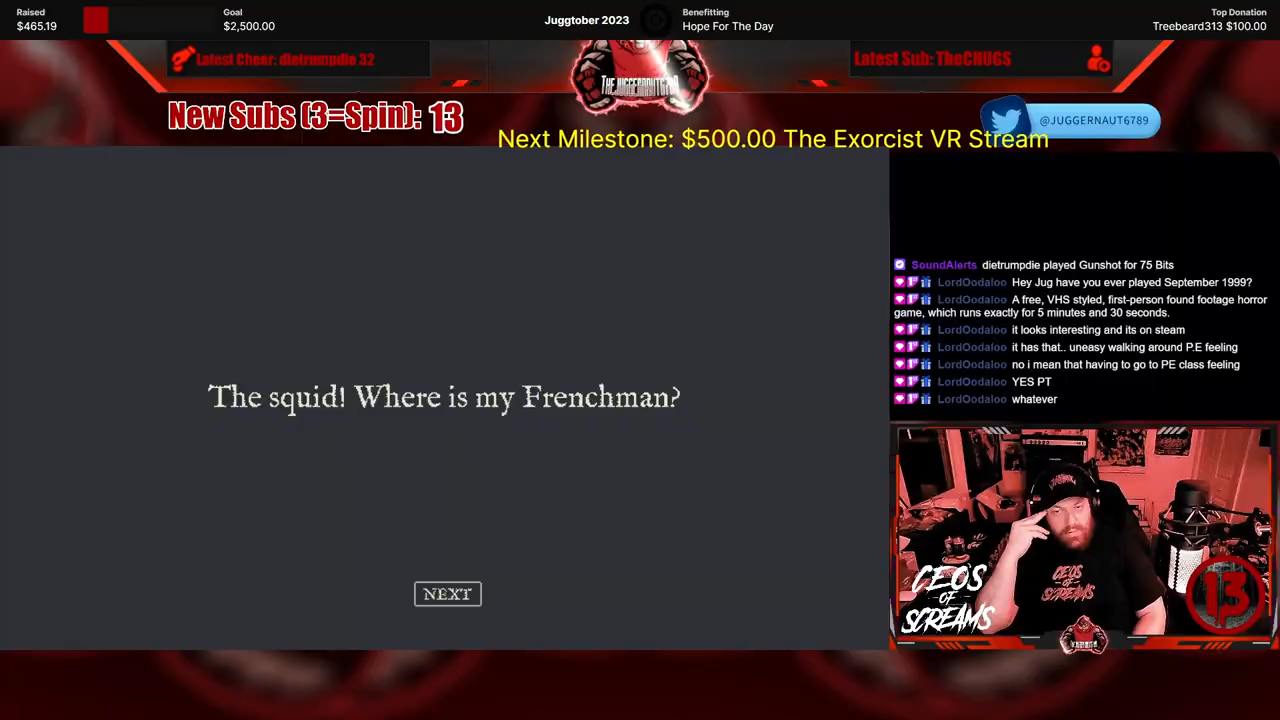 Raised
$465.19
Goal
$2,500.00
Juggtober 2023
Benefitting
Hope For The Day
Top Donation
Treebeard313 $100.00
Latest Cheer: dietrumpdie 32
THEJUGGERNAUT6789
Latest Sub: TheCHUGS
New Subs (3=Spin): 13
@JUGGERNAUT6789
Next Milestone: $500.00 The Exorcist VR Stream
SoundAlerts dietrumpdie played Gunshot for 75 Bits
LordOodaloo Hey Jug have you ever played September 1999?
LordOodaloo A free, VHS styled, first-person found footage horror
game, which runs exactly for 5 minutes and 30 seconds.
LordOodaloo it looks interesting and its on steam
LordOodaloo it has that.. uneasy walking around P.E feeling
LordOodaloo no i mean that having to go to PE class feeling
LordOodaloo YES PT
LordOodaloo whatever
The squid! Where is my Frenchman?
NEXT
CEOS
OF
SCREAMS
CEOS
OF
SCREAMS
13